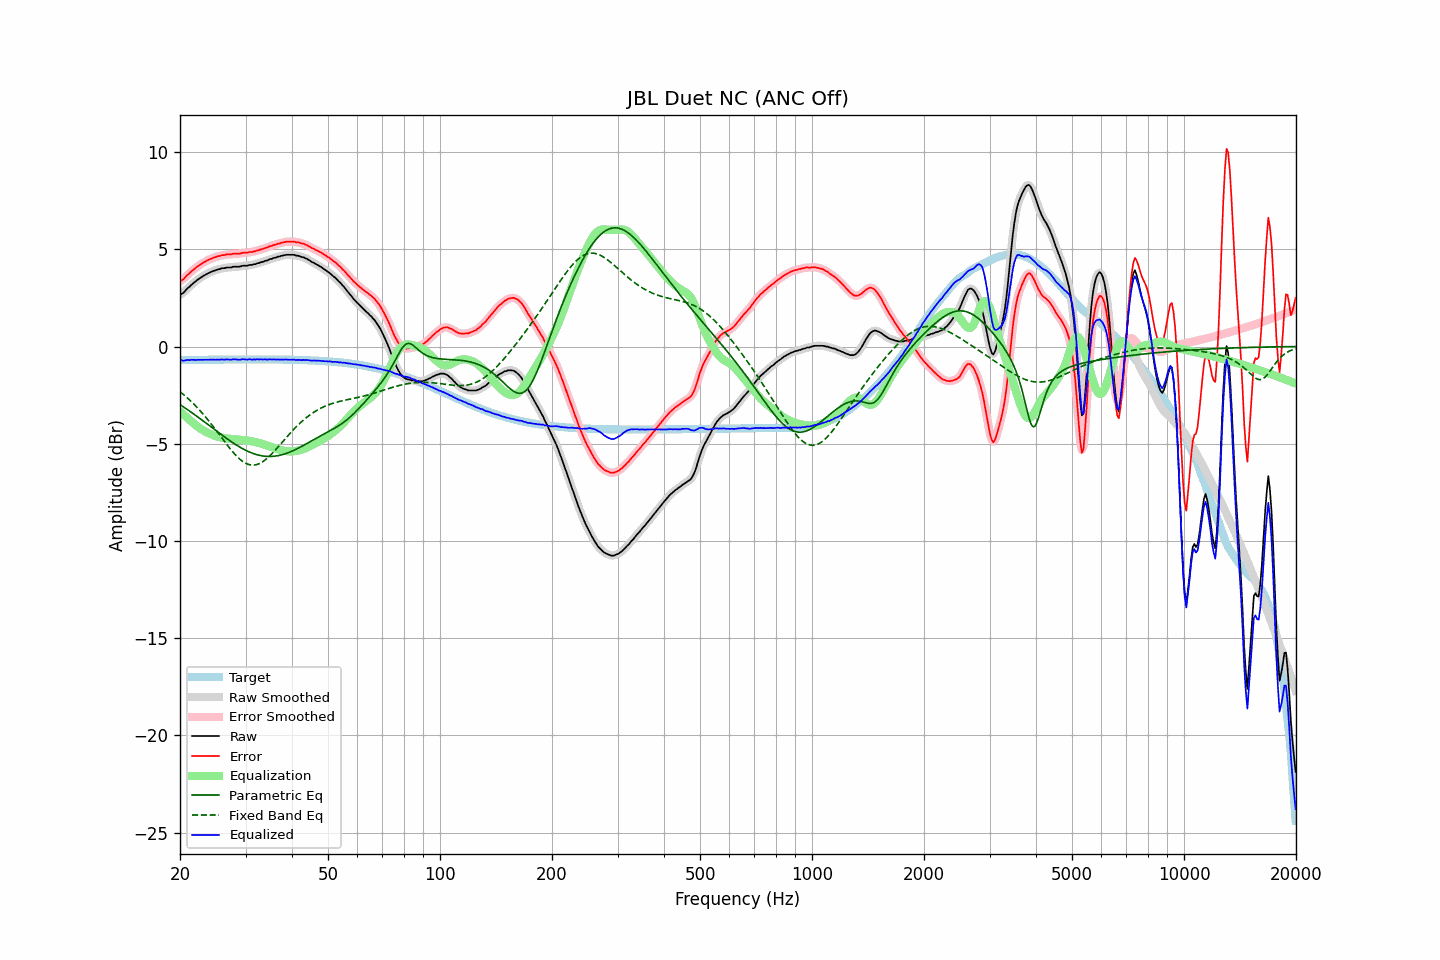 JBL Duet NC (ANC Off)
10
5
0
−5
−10
−15
−20
−25
Amplitude (dBr)
Target
Raw Smoothed
Error Smoothed
Raw
Error
Equalization
Parametric Eq
Fixed Band Eq
Equalized
20 50 100 200 500 1000 2000 5000 10000 20000
Frequency (Hz)